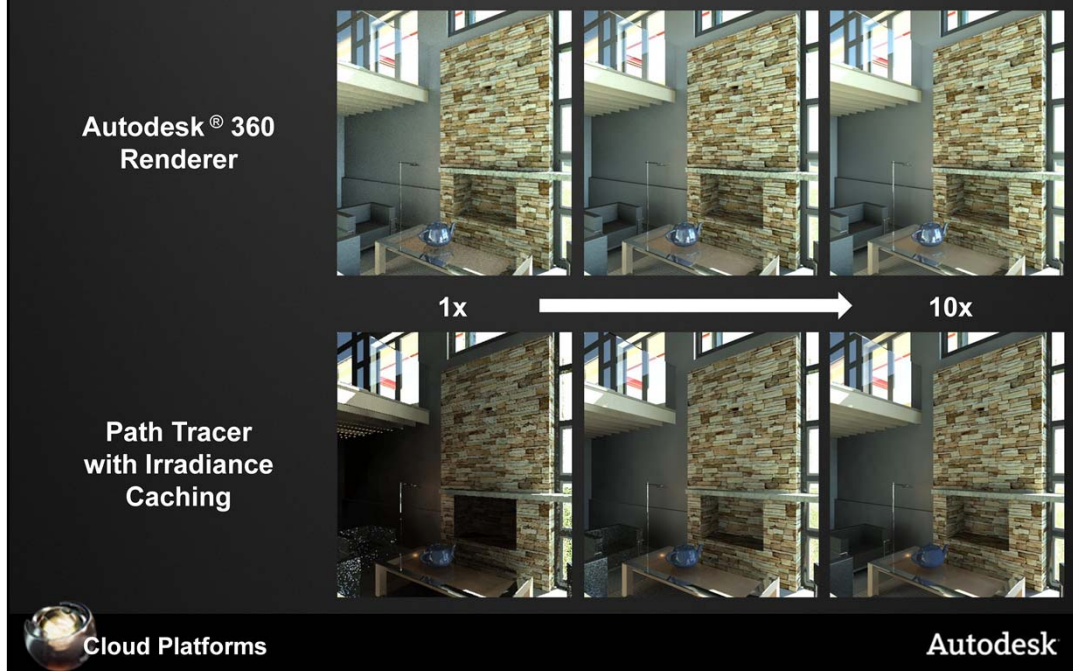 Autodesk ® 360
Renderer
1x
10x
Path Tracer
with Irradiance
Caching
Cloud Platforms
Autodesk